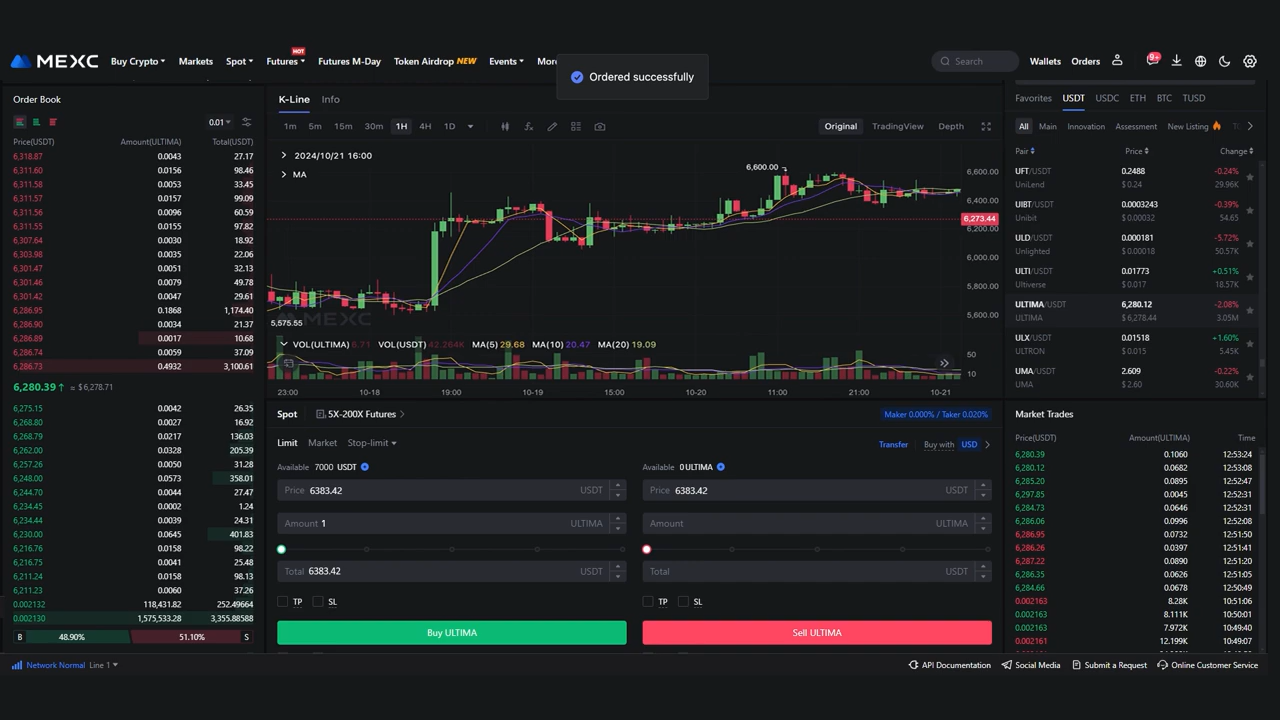 MEXC Buy Crypto Markets Spot Futures HOT Futures M-Day Token Airdrop NEW Events More Search Wallets Orders 9+
Ordered successfully
Order Book
0.01
Price(USDT) Amount(ULTIMA) Total(USDT)
6,318.87 0.0043 27.17
6,311.60 0.0156 98.46
6,311.58 0.0053 33.45
6,311.57 0.0157 99.09
6,311.56 0.0096 60.59
6,311.55 0.0155 97.82
6,307.64 0.0030 18.92
6,303.98 0.0035 22.06
6,301.47 0.0051 32.13
6,301.46 0.0079 49.78
6,301.42 0.0047 29.61
6,286.95 0.1868 1,174.40
6,286.90 0.0034 21.37
6,286.89 0.0017 10.68
6,286.74 0.0059 37.09
6,286.73 0.4932 3,100.61
6,280.39 ↑ ≈ $6,278.71
6,275.15 0.0042 26.35
6,268.80 0.0027 16.92
6,268.79 0.0217 136.03
6,262.00 0.0328 205.39
6,257.26 0.0050 31.28
6,248.00 0.0573 358.01
6,244.70 0.0044 27.47
6,234.45 0.0002 1.24
6,234.44 0.0039 24.31
6,230.00 0.0645 401.83
6,216.76 0.0158 98.22
6,216.75 0.0041 25.48
6,211.24 0.0158 98.13
6,211.23 0.0060 37.26
0.002132 118,431.82 252.49664
0.002130 1,575,533.28 3,355.88588
B 48.90% 51.10% S
K-Line Info
1m 5m 15m 30m 1H 4H 1D Original TradingView Depth
2024/10/21 16:00
MA
6,600.00
6,600.00
6,400.00
6,273.44
6,200.00
6,000.00
5,800.00
5,600.00
5,575.55
MEXC
VOL(ULTIMA) 8.71 VOL(USDT) 42.264K MA(5) 29.68 MA(10) 20.47 MA(20) 19.09
50
10
23:00 10-18 19:00 10-19 15:00 10-20 11:00 21:00 10-21
Spot 5X-200X Futures Maker 0.000% / Taker 0.020%
Limit Market Stop-limit Transfer Buy with USD
Available 7000 USDT Available 0 ULTIMA
Price 6383.42 USDT Price 6383.42 USDT
Amount 1 ULTIMA Amount ULTIMA
Total 6383.42 USDT Total USDT
TP SL TP SL
Buy ULTIMA Sell ULTIMA
Favorites USDT USDC ETH BTC TUSD
All Main Innovation Assessment New Listing
Pair Price Change
UFT/USDT 0.2488 -0.24%
UniLend $ 0.24 29.96K
UIBT/USDT 0.0003243 -0.39%
Unibit $ 0.00032 54.65
ULD/USDT 0.000181 -5.72%
Unlighted $ 0.00018 50.57K
ULTI/USDT 0.01773 +0.51%
Ultiverse $ 0.017 18.57K
ULTIMA/USDT 6,280.12 -2.08%
ULTIMA $ 6,278.44 3.05M
ULX/USDT 0.01518 +1.60%
ULTRON $ 0.015 5.45K
UMA/USDT 2.609 -0.22%
UMA $ 2.60 30.60K
Market Trades
Price(USDT) Amount(ULTIMA) Time
6,280.39 0.1060 12:53:24
6,280.12 0.0682 12:53:08
6,285.20 0.0895 12:52:47
6,297.85 0.0045 12:52:31
6,284.73 0.0646 12:52:31
6,286.06 0.0996 12:52:08
6,286.95 0.0732 12:51:50
6,286.26 0.0397 12:51:41
6,287.22 0.0890 12:51:20
6,286.35 0.0626 12:51:05
6,284.66 0.0678 12:50:51
0.002163 8.28K 10:51:06
0.002163 8.111K 10:50:01
0.002163 7.972K 10:49:40
0.002163 12.199K 10:49:07
Network Normal Line 1 API Documentation Social Media Submit a Request Online Customer Service